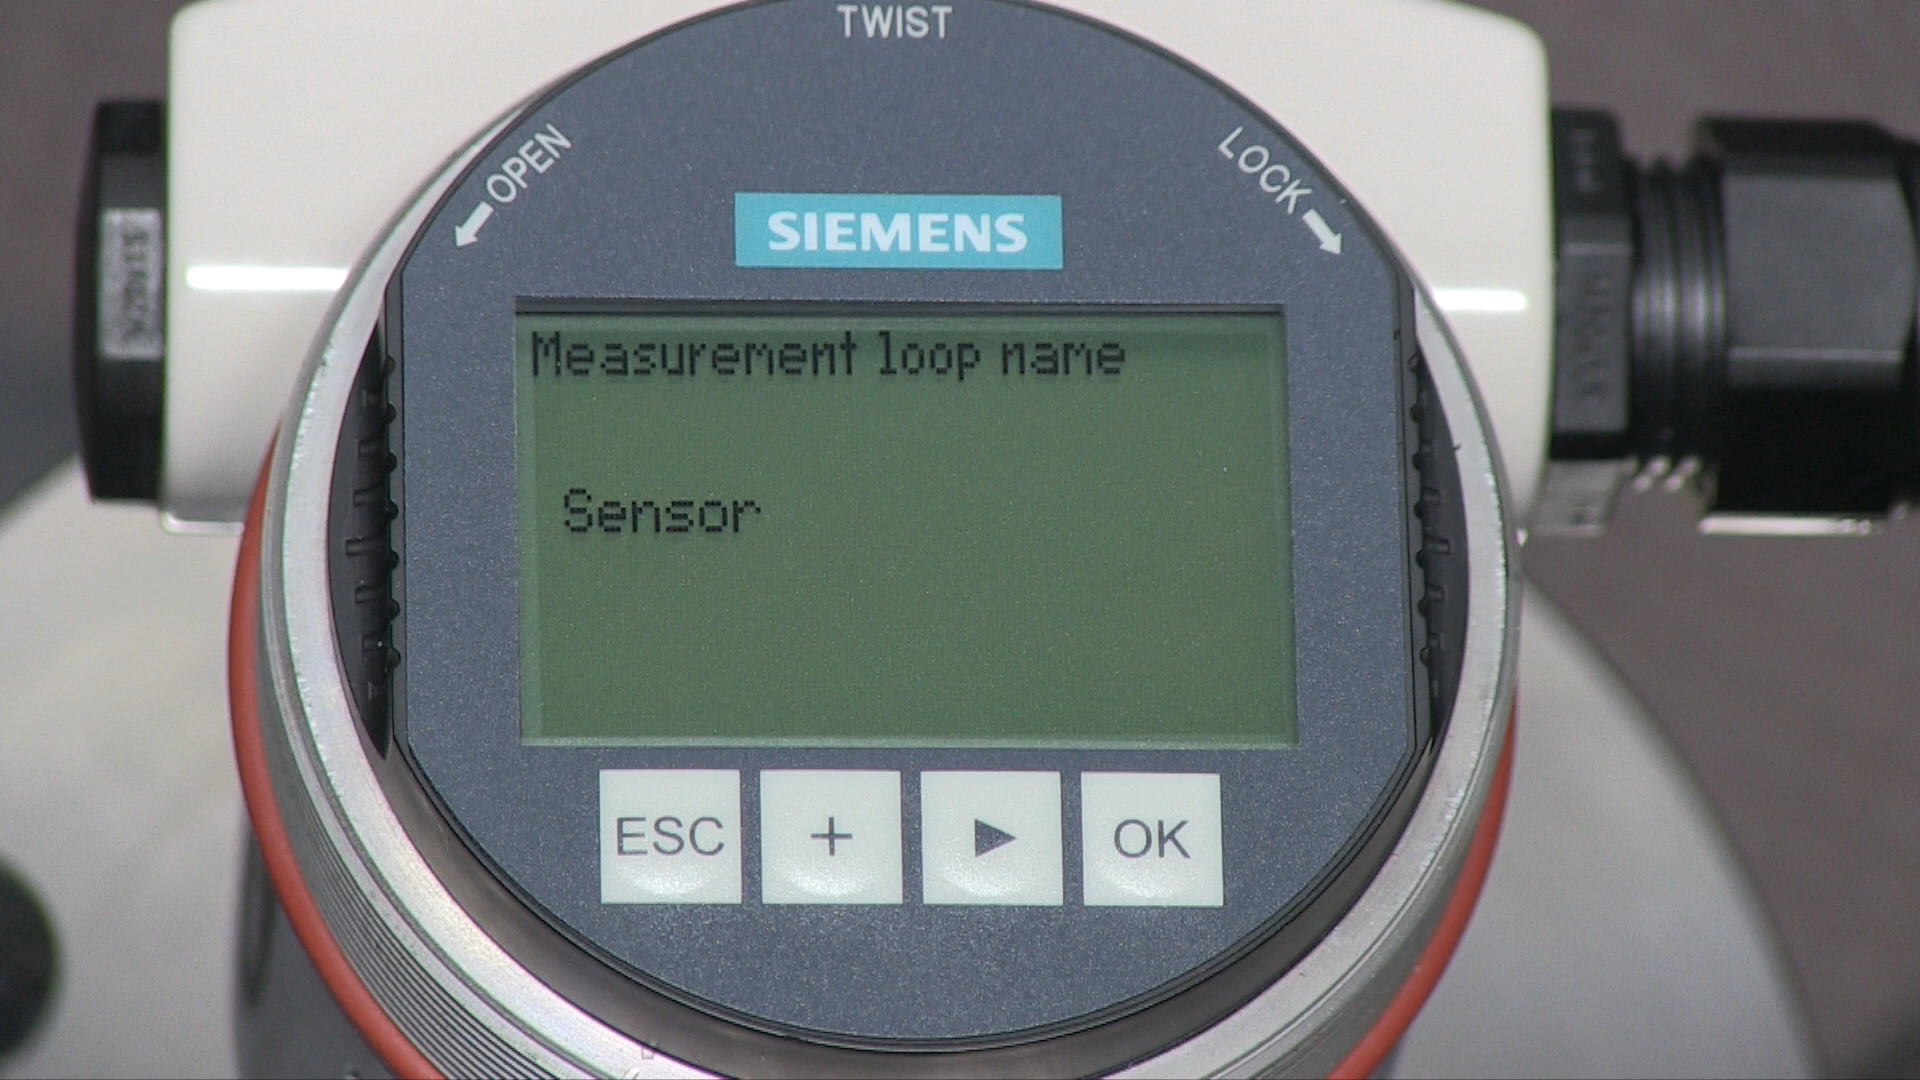 TWIST
OPEN
LOCK
SIEMENS
Measurement loop name
Sensor
ESC
+
▶
OK